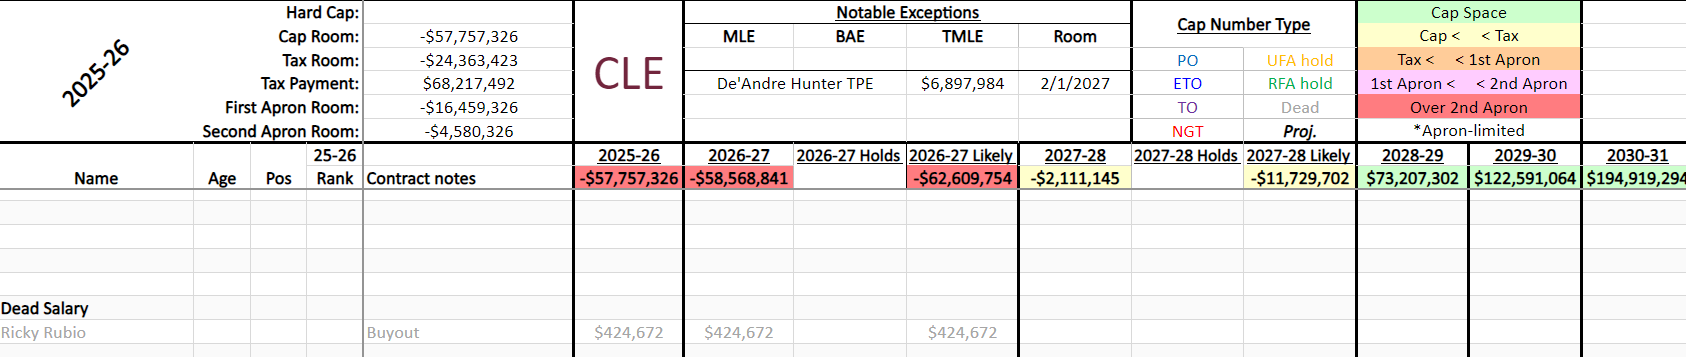 2025-26
Hard Cap:
Cap Room: -$57,757,326
Tax Room: -$24,363,423
Tax Payment: $68,217,492
First Apron Room: -$16,459,326
Second Apron Room: -$4,580,326
CLE
Notable Exceptions
MLE BAE TMLE Room
De'Andre Hunter TPE $6,897,984 2/1/2027
Cap Number Type
PO UFA hold
ETO RFA hold
TO Dead
NGT Proj.
Cap Space
Cap < < Tax
Tax < < 1st Apron
1st Apron < < 2nd Apron
Over 2nd Apron
*Apron-limited
25-26 2025-26 2026-27 2026-27 Holds 2026-27 Likely 2027-28 2027-28 Holds 2027-28 Likely 2028-29 2029-30 2030-31
Name Age Pos Rank Contract notes -$57,757,326 -$58,568,841 -$62,609,754 -$2,111,145 -$11,729,702 $73,207,302 $122,591,064 $194,919,294
Dead Salary
Ricky Rubio Buyout $424,672 $424,672 $424,672